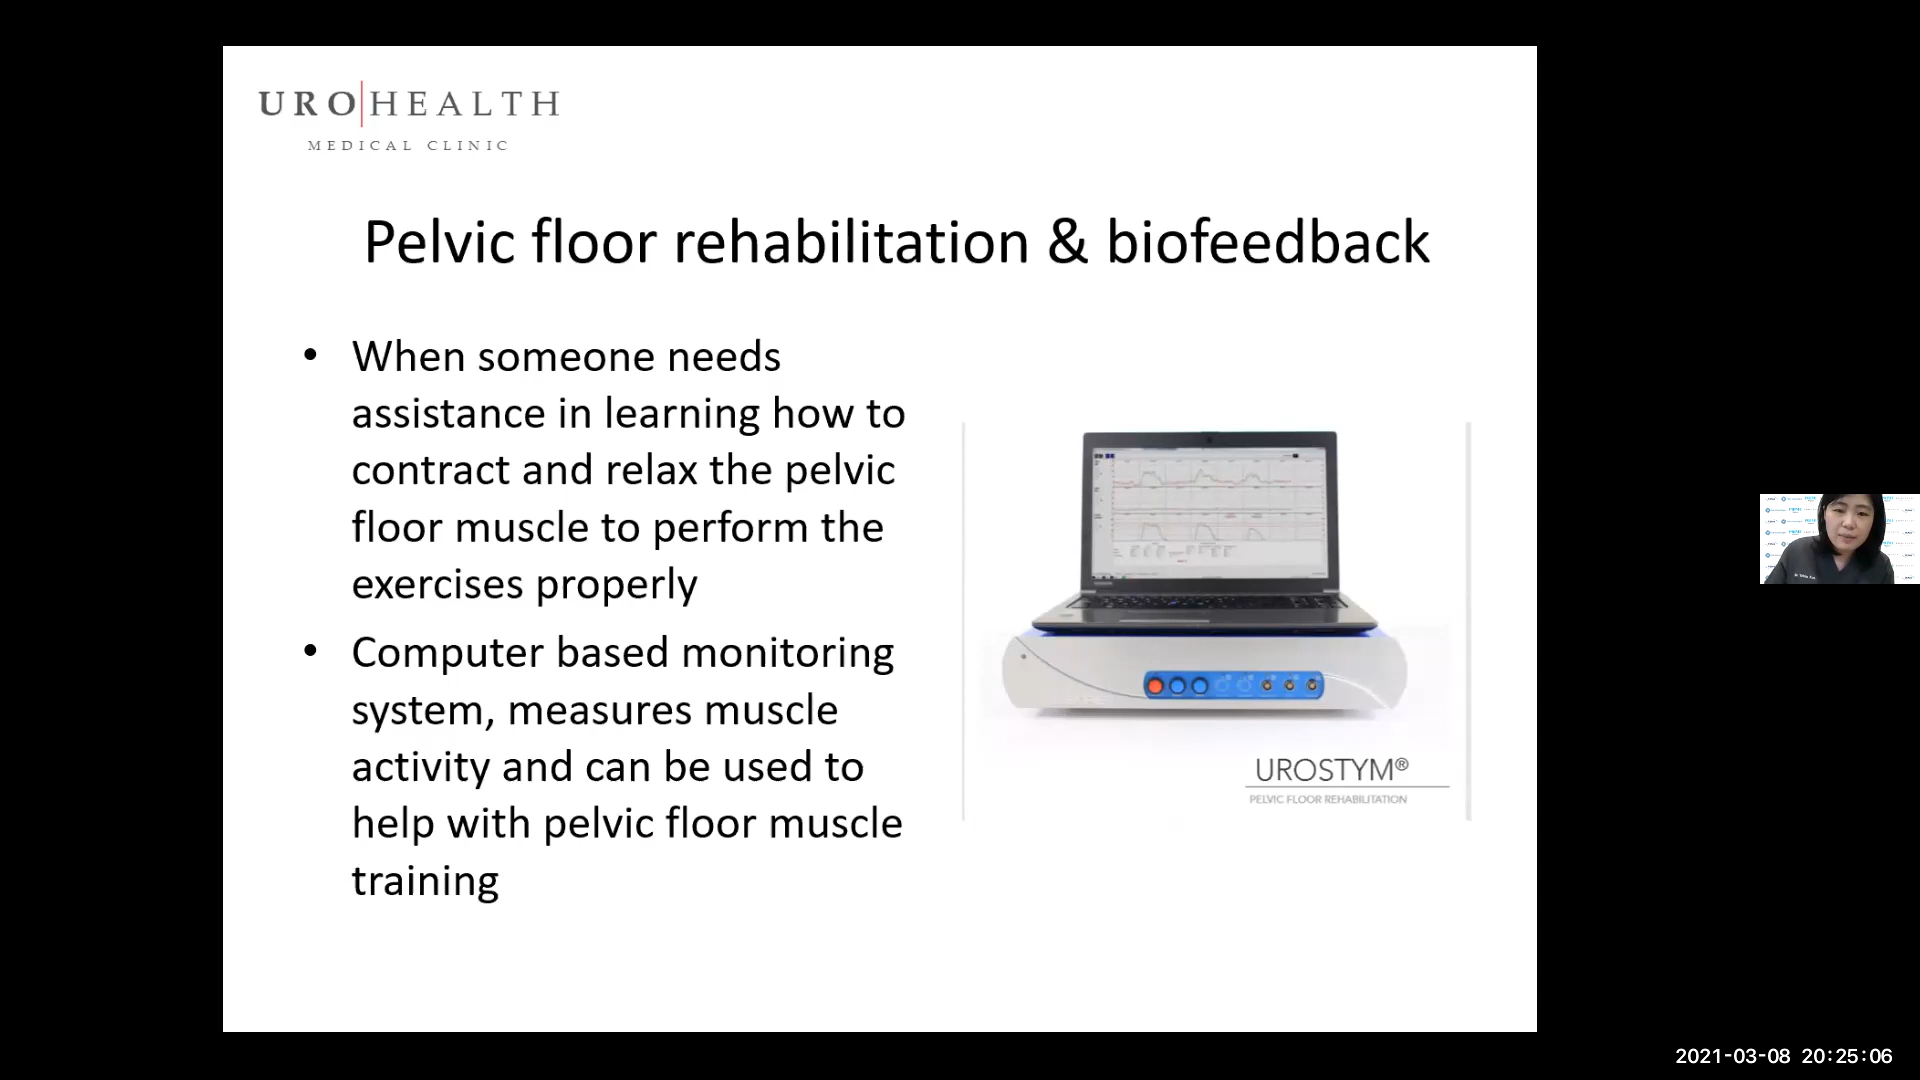 URO|HEALTH
MEDICAL CLINIC
Pelvic floor rehabilitation & biofeedback
• When someone needs
assistance in learning how to
contract and relax the pelvic
floor muscle to perform the
exercises properly
• Computer based monitoring
system, measures muscle
activity and can be used to
help with pelvic floor muscle
training
UROSTYM®
PELVIC FLOOR REHABILITATION
2021-03-08 20:25:06